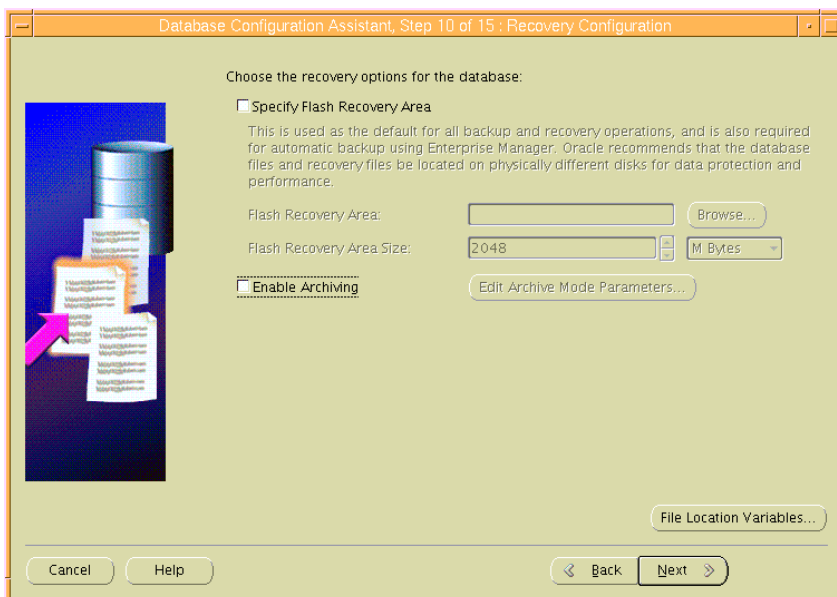 Database Configuration Assistant, Step 10 of 15 : Recovery Configuration
Choose the recovery options for the database:
Specify Flash Recovery Area
This is used as the default for all backup and recovery operations, and is also required
for automatic backup using Enterprise Manager. Oracle recommends that the database
files and recovery files be located on physically different disks for data protection and
performance.
Flash Recovery Area:
Browse...
Flash Recovery Area Size:
2048
M Bytes
Enable Archiving
Edit Archive Mode Parameters...
File Location Variables...
Cancel
Help
Back
Next